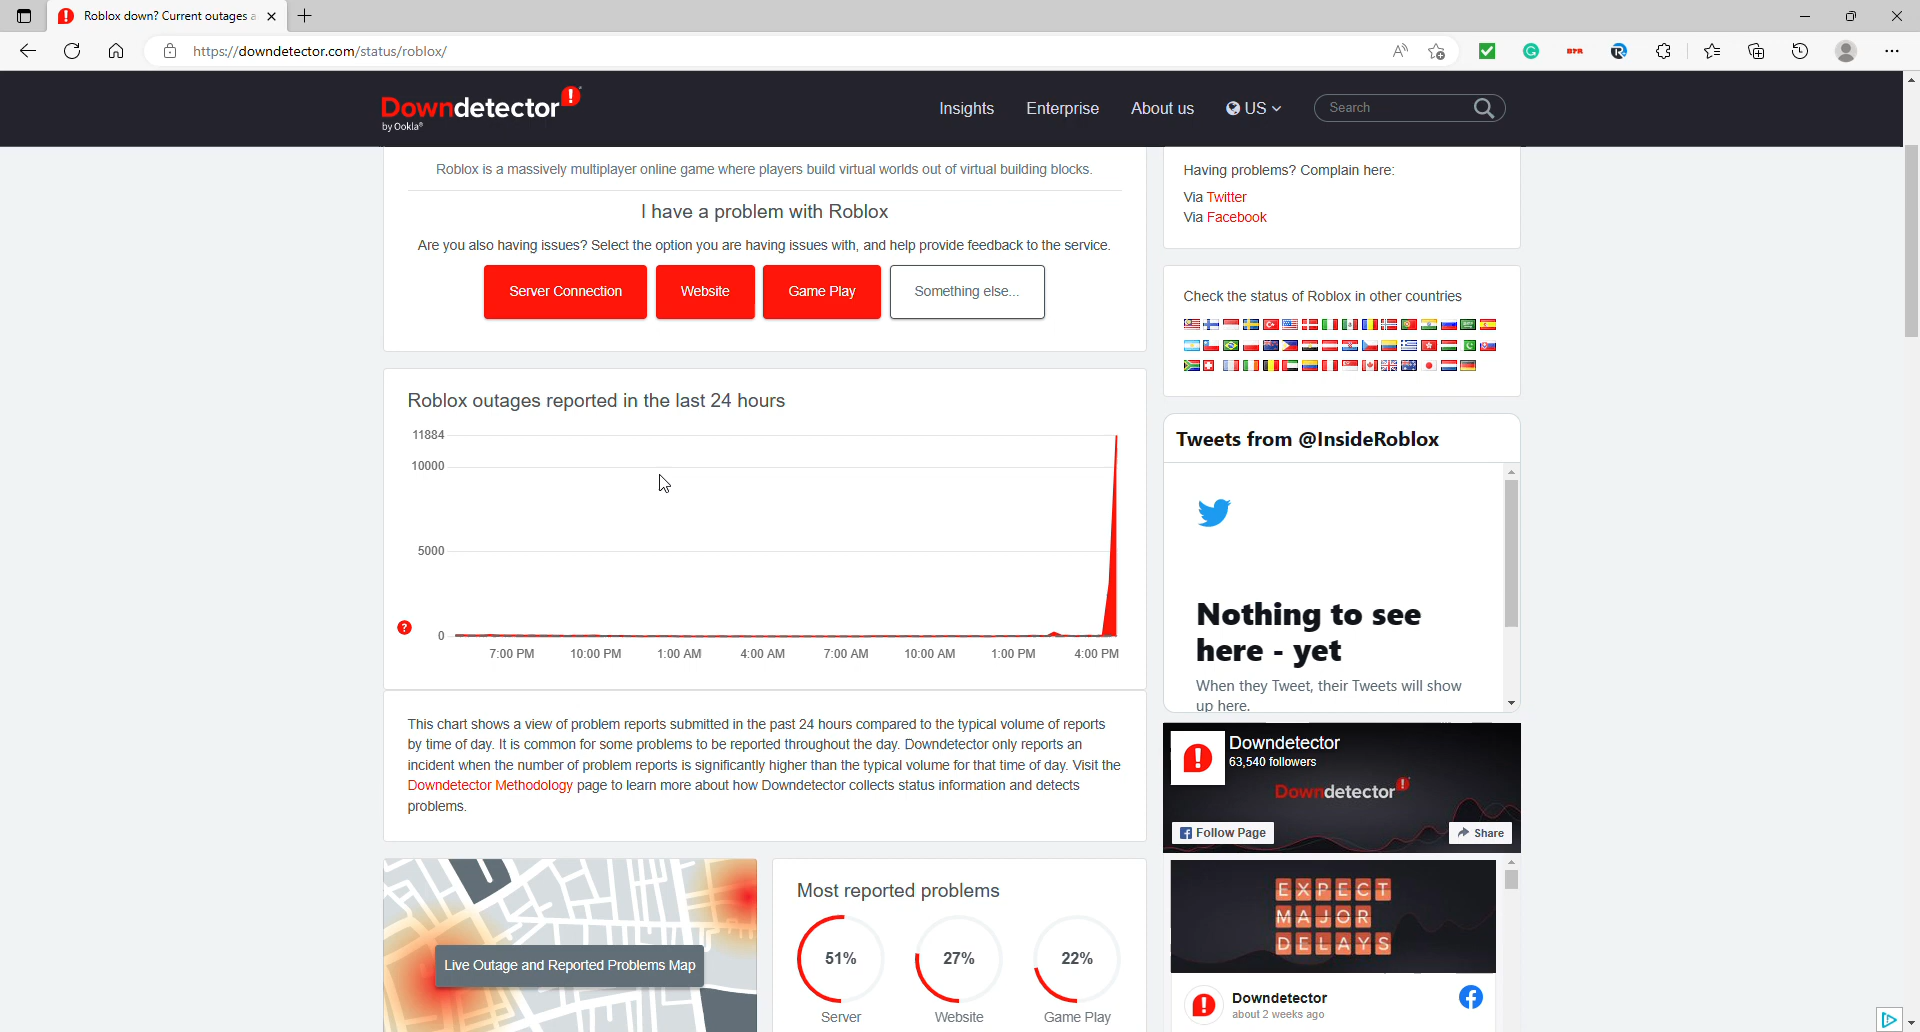 Roblox down? Current outages a
https://downdetector.com/status/roblox/
Downdetector
by Ookla®
Insights
Enterprise
About us
US
Search
Roblox is a massively multiplayer online game where players build virtual worlds out of virtual building blocks.
I have a problem with Roblox
Are you also having issues? Select the option you are having issues with, and help provide feedback to the service.
Server Connection
Website
Game Play
Something else...
Having problems? Complain here:
Via Twitter
Via Facebook
Check the status of Roblox in other countries
Roblox outages reported in the last 24 hours
11884
10000
5000
0
?
7:00 PM
10:00 PM
1:00 AM
4:00 AM
7:00 AM
10:00 AM
1:00 PM
4:00 PM
Tweets from @InsideRoblox
Nothing to see
here - yet
When they Tweet, their Tweets will show
up here.
This chart shows a view of problem reports submitted in the past 24 hours compared to the typical volume of reports
by time of day. It is common for some problems to be reported throughout the day. Downdetector only reports an
incident when the number of problem reports is significantly higher than the typical volume for that time of day. Visit the
Downdetector Methodology page to learn more about how Downdetector collects status information and detects
problems.
Downdetector
63,540 followers
Downdetector
Follow Page
Share
Live Outage and Reported Problems Map
Most reported problems
51%
27%
22%
Server
Website
Game Play
EXPECT
MAJOR
DELAYS
Downdetector
about 2 weeks ago